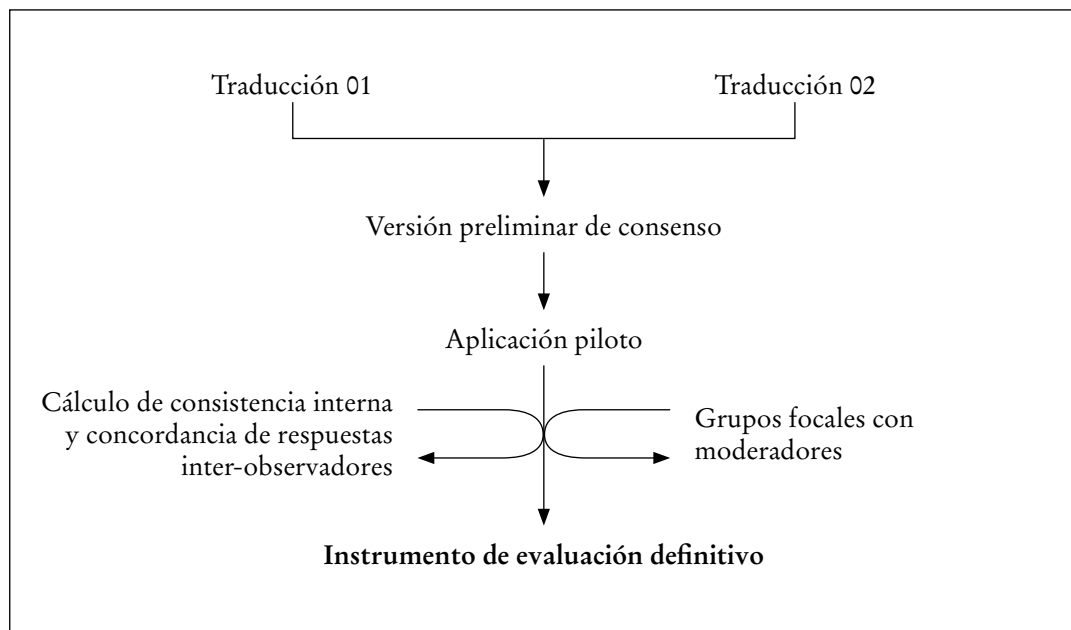 Traducción 01
Traducción 02
Versión preliminar de consenso
Aplicación piloto
Cálculo de consistencia interna
y concordancia de respuestas
inter-observadores
Grupos focales con
moderadores
Instrumento de evaluación definitivo